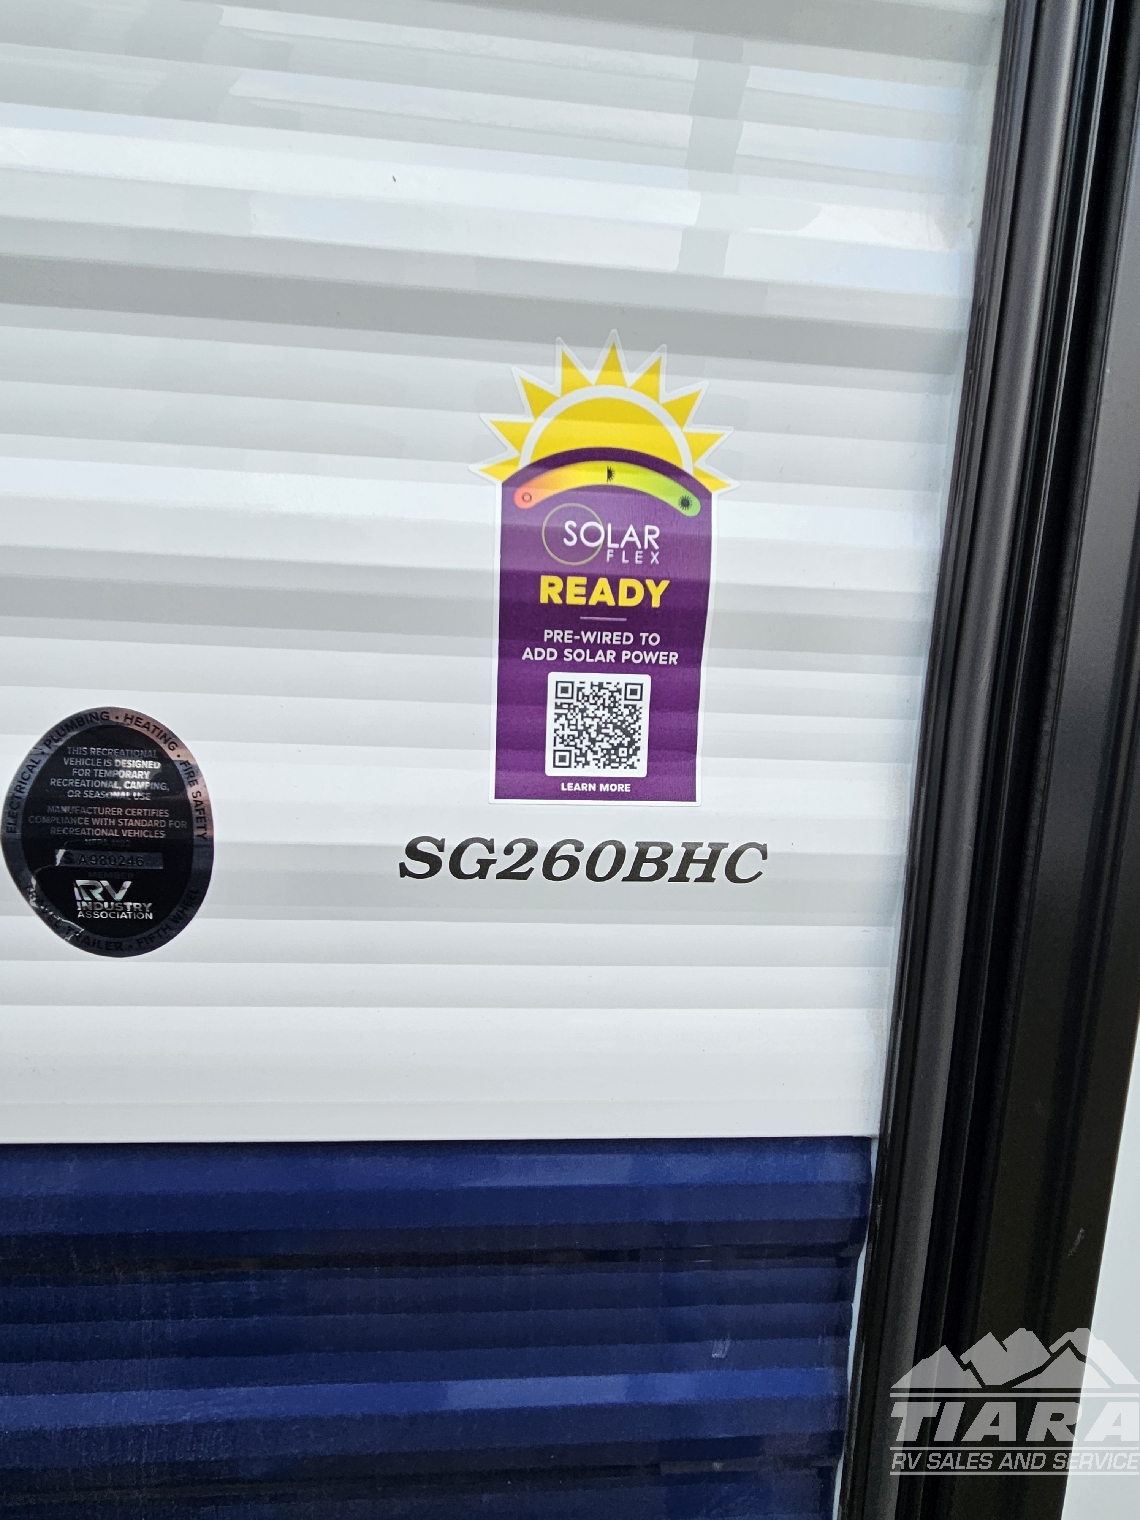 SOLAR
FLEX
READY
PRE-WIRED TO
ADD SOLAR POWER
LEARN MORE
SG260BHC
ELECTRICAL • PLUMBING • HEATING • FIRE SAFETY
THIS RECREATIONAL
VEHICLE IS DESIGNED
FOR TEMPORARY
RECREATIONAL, CAMPING,
OR SEASONAL USE
MANUFACTURER CERTIFIES
COMPLIANCE WITH STANDARD FOR
RECREATIONAL VEHICLES
A989246
MEMBER
RV
INDUSTRY
ASSOCIATION
TRAILER • FIFTH WHEEL
TIARA
RV SALES AND SERVICE